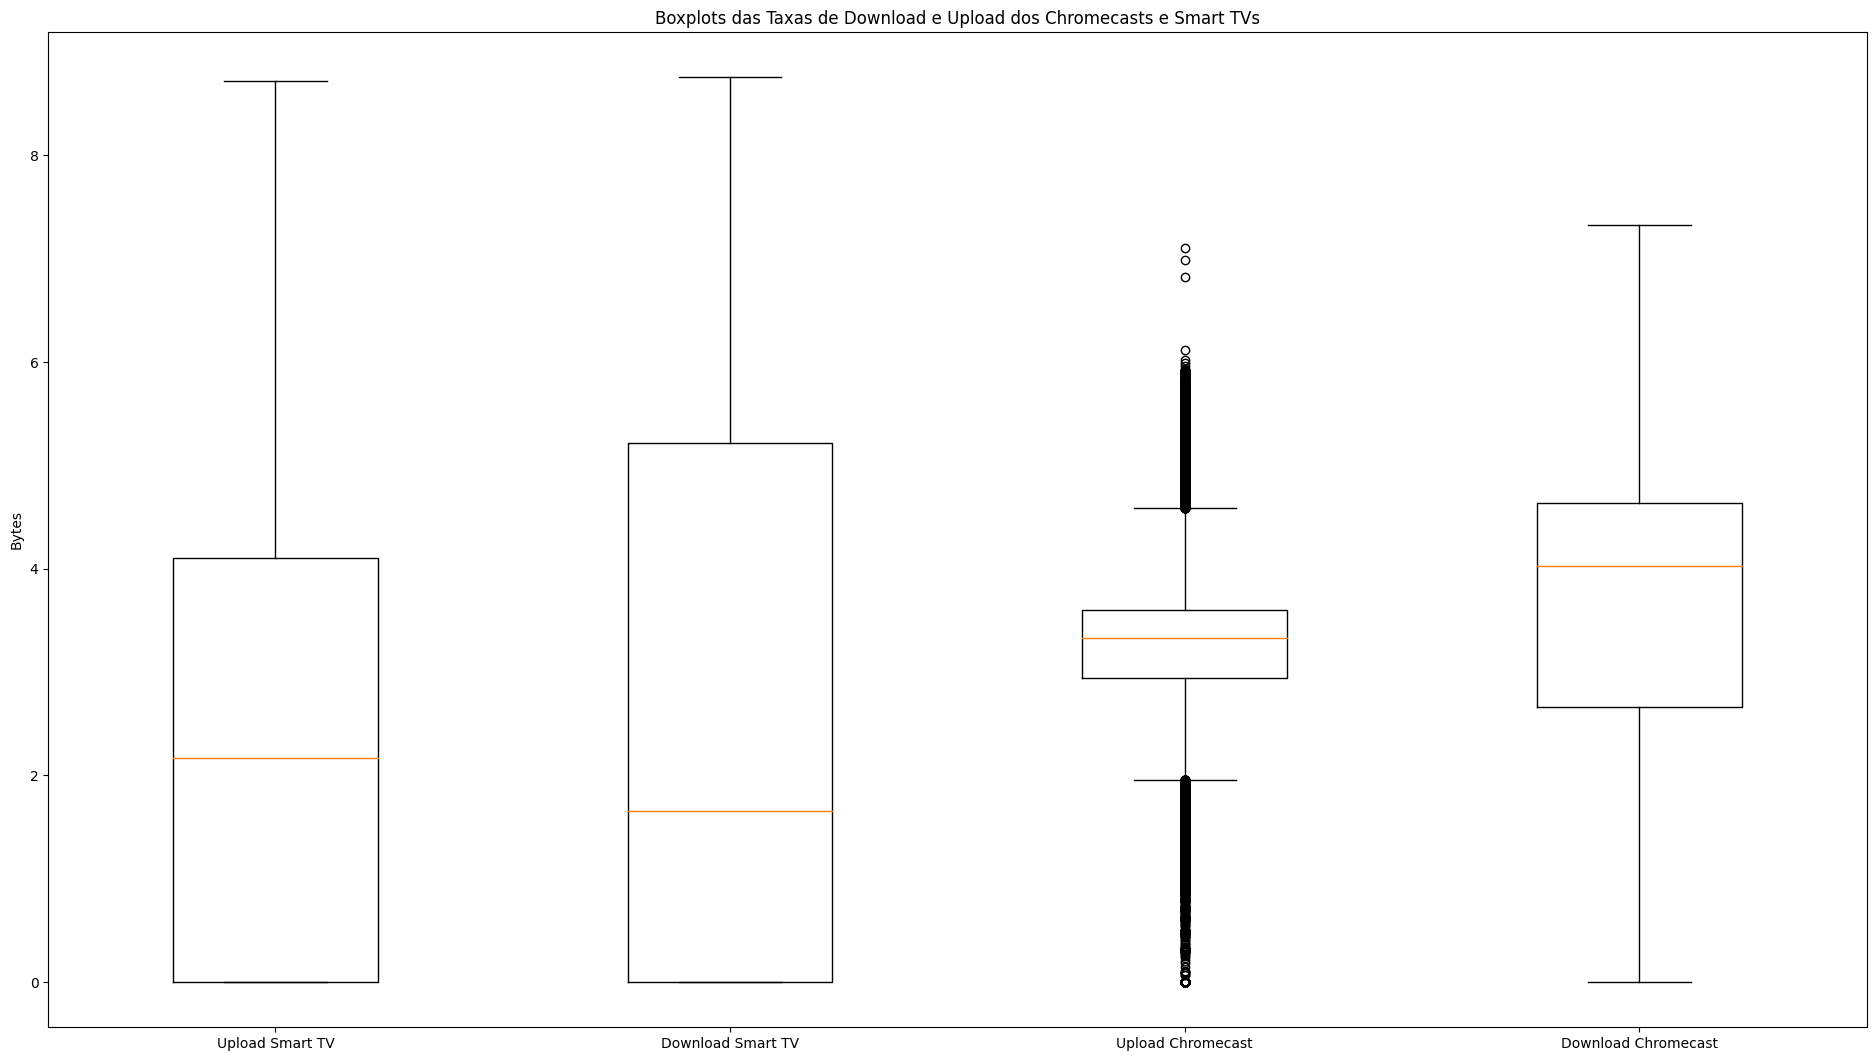 Boxplots das Taxas de Download e Upload dos Chromecasts e Smart TVs
Bytes
8
6
4
2
0
Upload Smart TV
Download Smart TV
Upload Chromecast
Download Chromecast